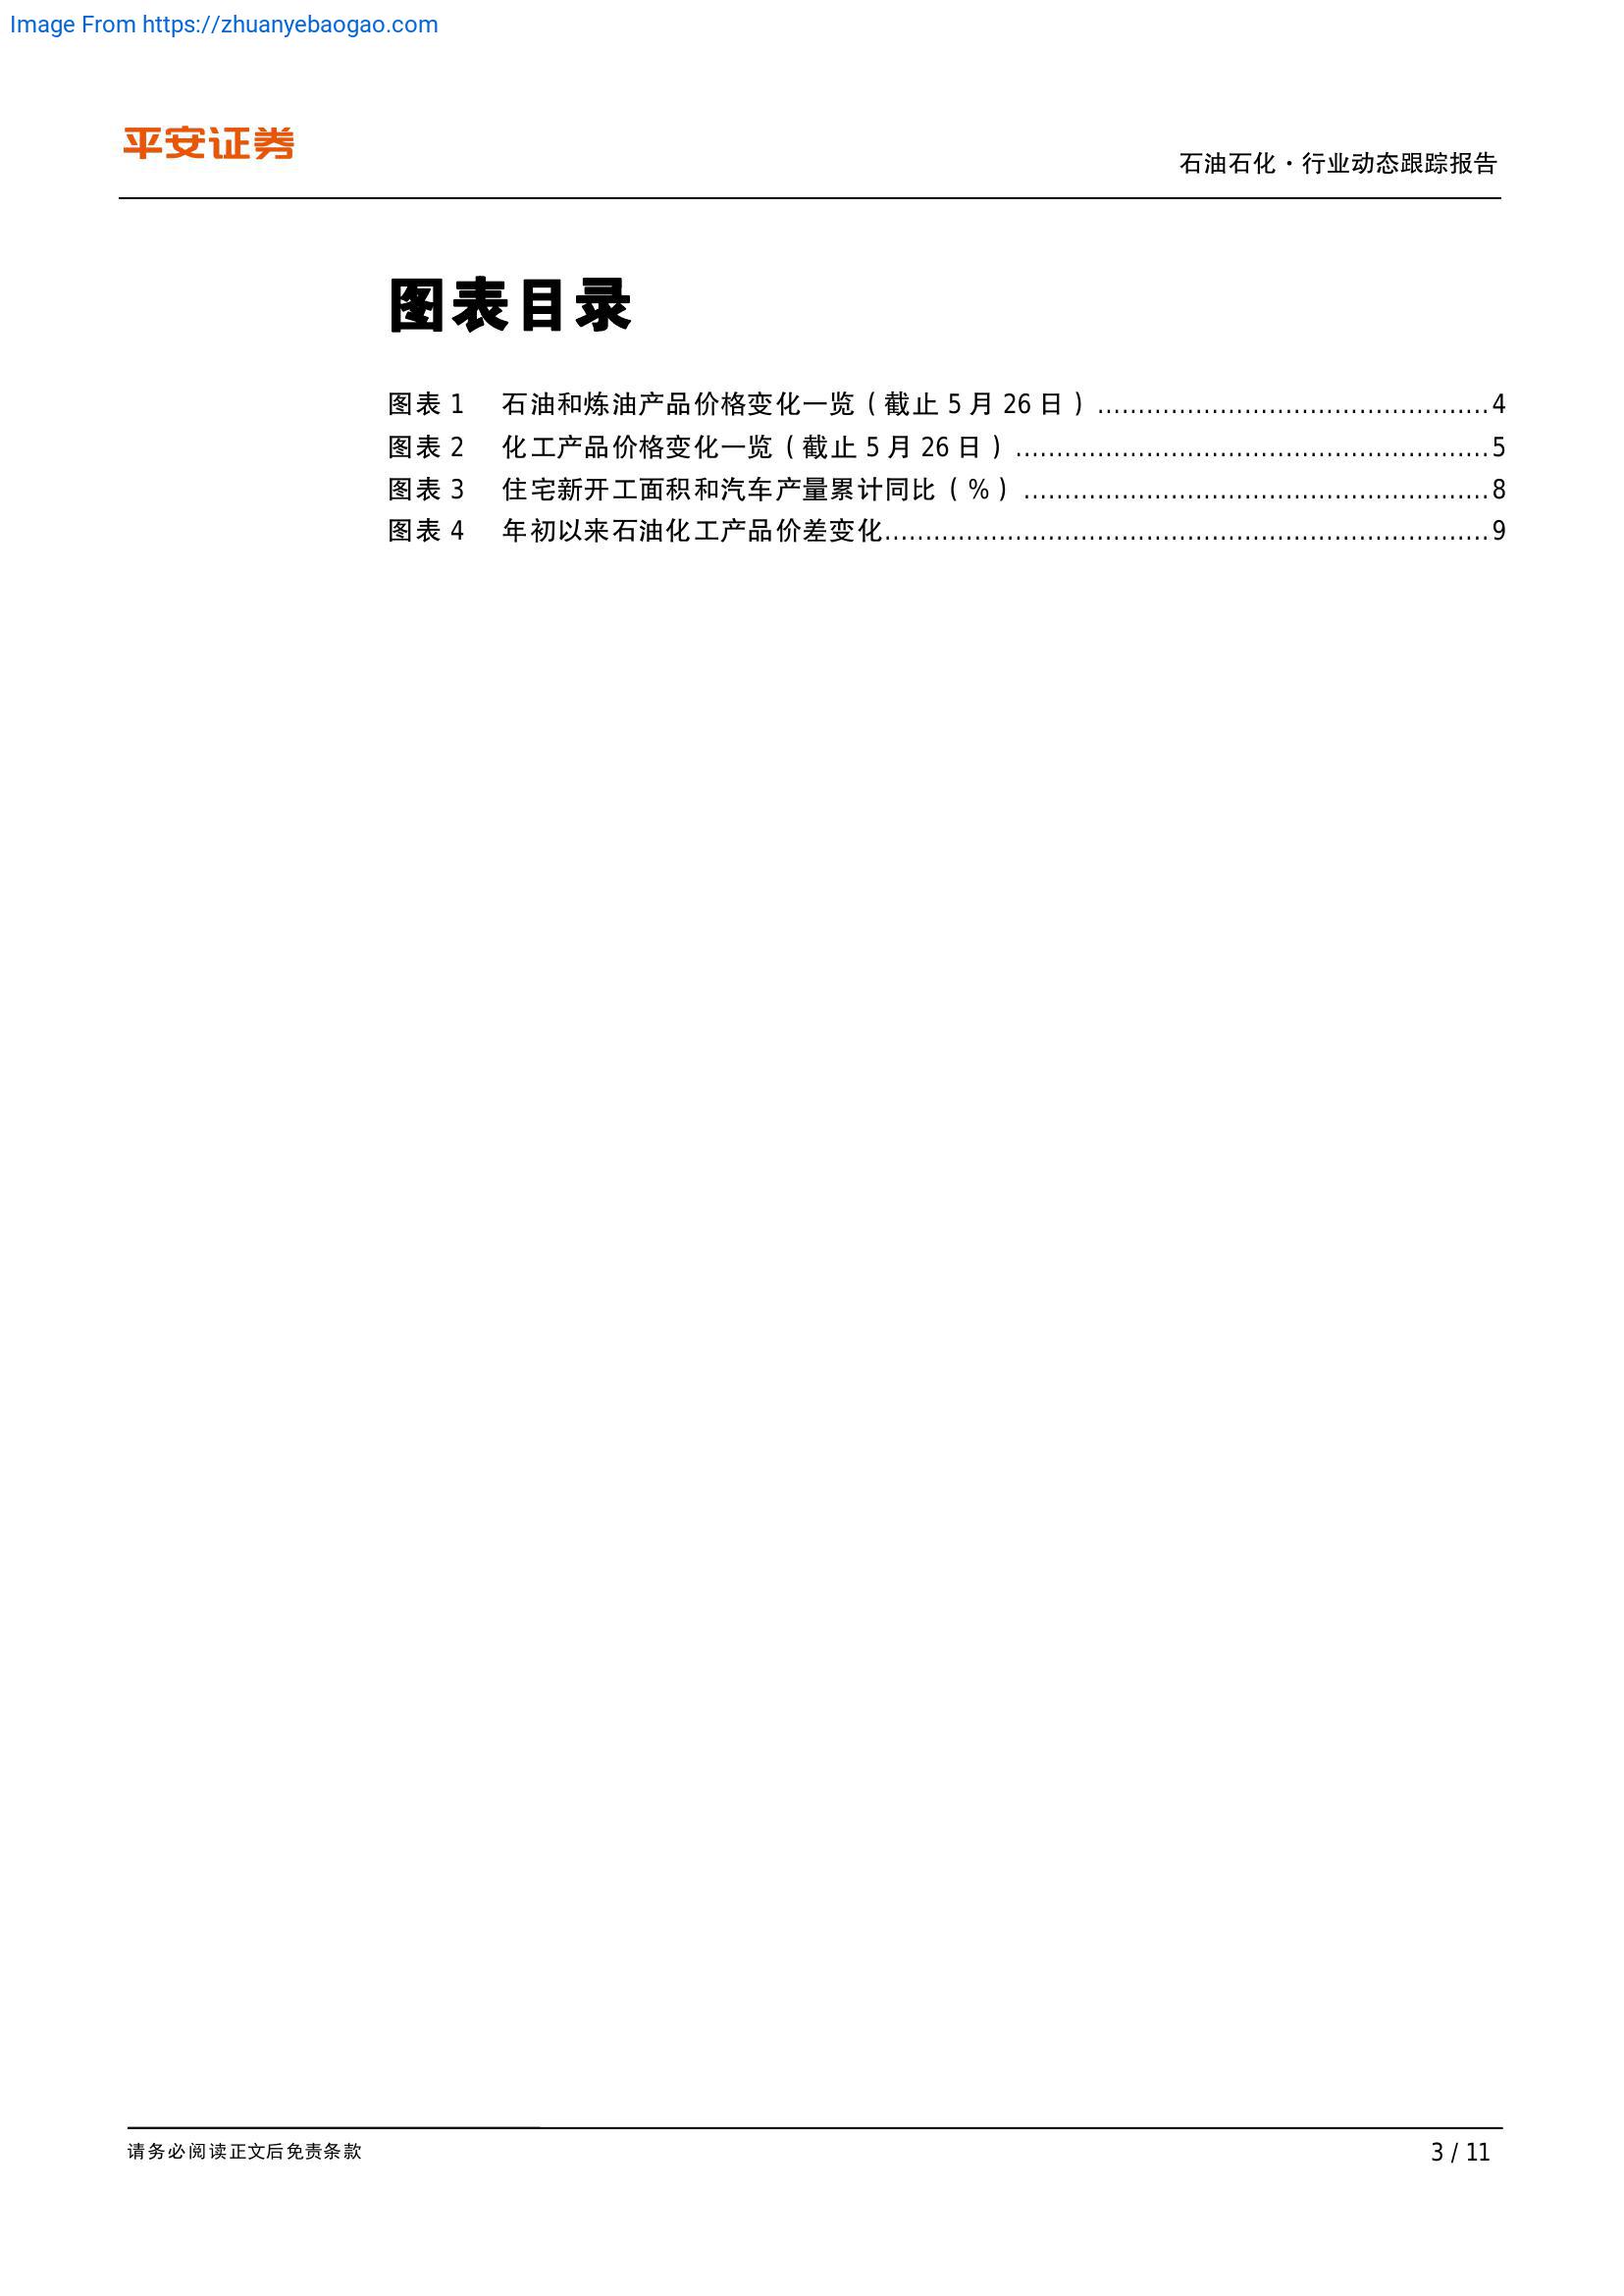 Image From https://zhuanyebaogao.com
平安证券
石油石化·行业动态跟踪报告
图表目录
图表 1 石油和炼油产品价格变化一览(截止 5 月 26 日) ................................................ 4
图表 2 化工产品价格变化一览(截止 5 月 26 日) .......................................................... 5
图表 3 住宅新开工面积和汽车产量累计同比(%) ......................................................... 8
图表 4 年初以来石油化工产品价差变化.......................................................................... 9
请务必阅读正文后免责条款
3 / 11